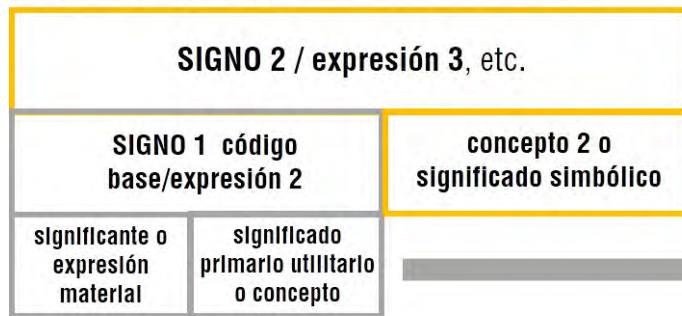 SIGNO 2 / expresión 3, etc.
SIGNO 1 código
base/expresión 2
concepto 2 o
significado simbólico
significante o
expresión
material
significado
primario utilitario
o concepto